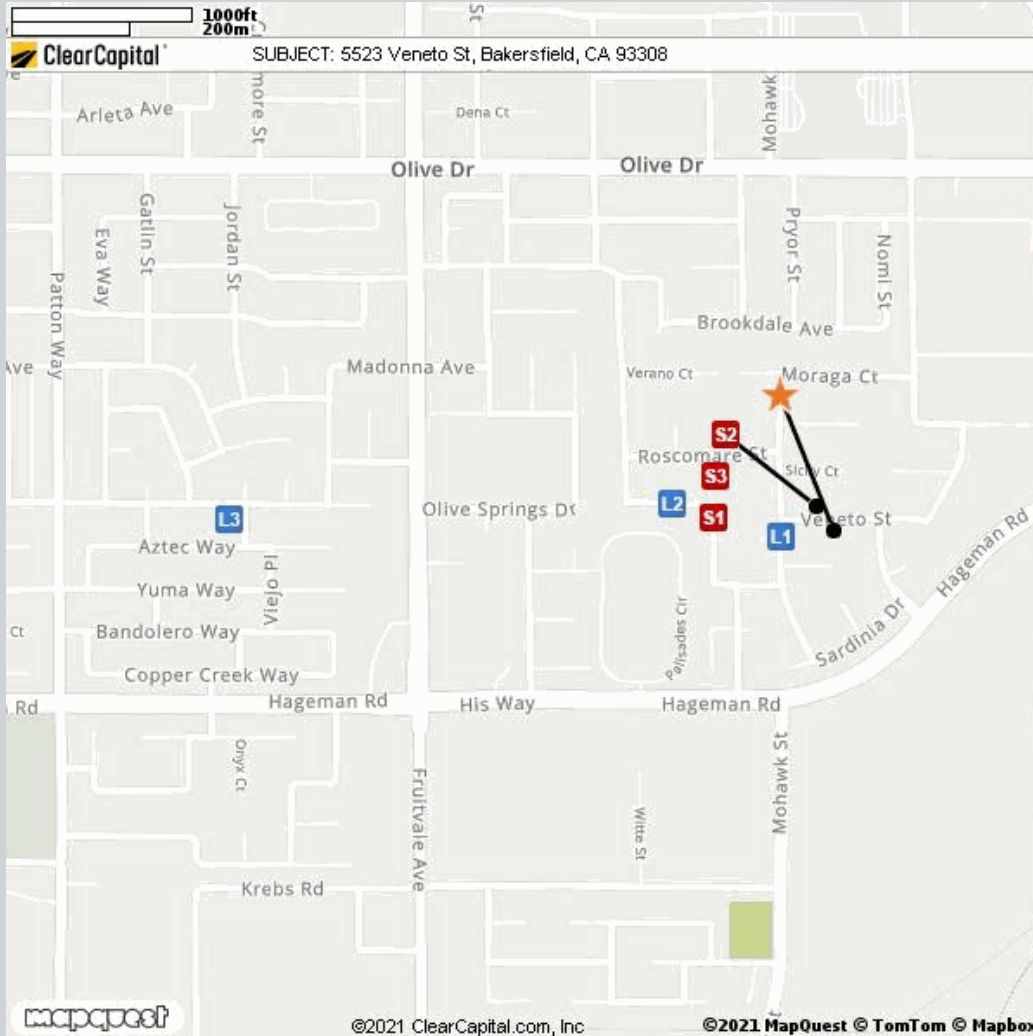 1000ft
200m
St
ClearCapital
SUBJECT: 5523 Veneto St, Bakersfield, CA 93308
Arleta Ave
more St
Dena Ct
Mohawk
Olive Dr
Olive Dr
Gatlin St
Jordan St
Eva Way
Pryor St
Nomi St
Patton Way
Brookdale Ave
Ave
Madonna Ave
Verano Ct
Moraga Ct
S2
Roscomare St
S3
Sicily Ct
L2
Olive Springs Dr
S1
Veneto St
L3
L1
Aztec Way
Viejo Pl
Yuma Way
Hageman Rd
Ct
Bandolero Way
Palisades Cir
Sardinia Dr
Copper Creek Way
Rd
Hageman Rd
His Way
Hageman Rd
Onyx Ct
Mohawk St
Fruitvale Ave
Witte St
Krebs Rd
mapquest
©2021 ClearCapital.com, Inc
©2021 MapQuest © TomTom © Mapbox